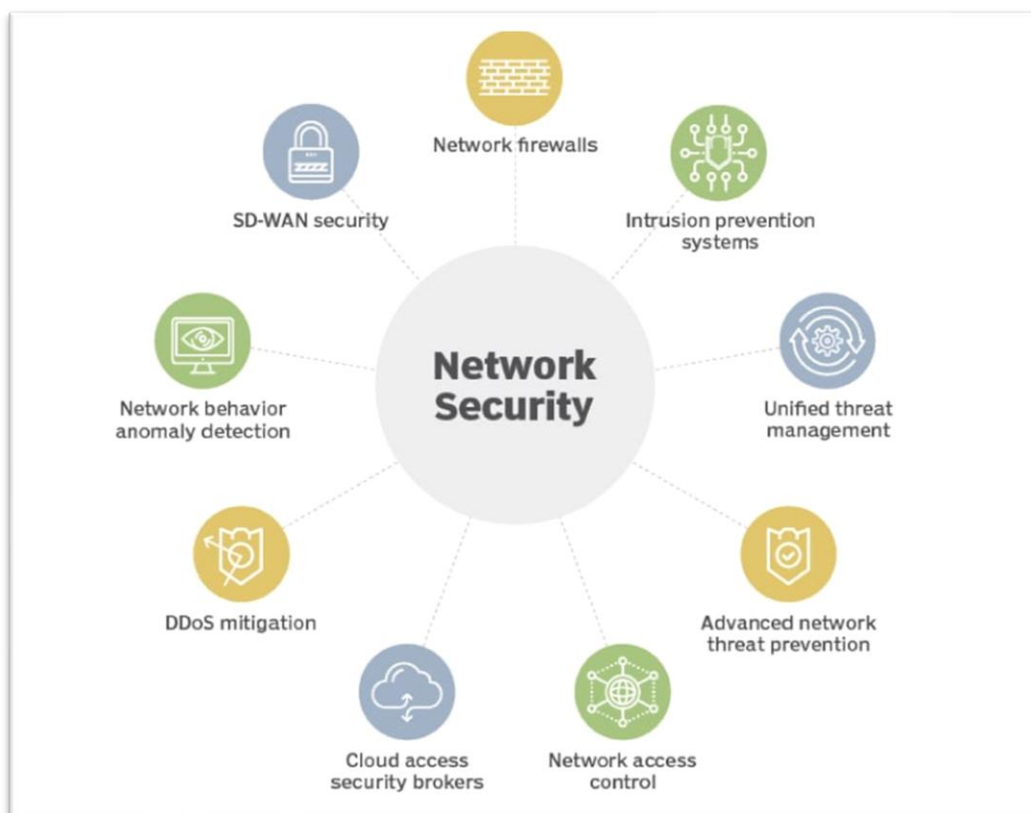 Network firewalls
Intrusion prevention
systems
Unified threat
management
Advanced network
threat prevention
Network access
control
Cloud access
security brokers
DDoS mitigation
Network behavior
anomaly detection
SD-WAN security
Network
Security